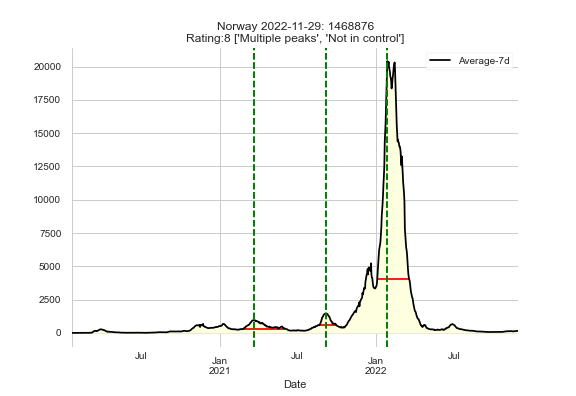 Norway 2022-11-29: 1468876
Rating:8 ['Multiple peaks', 'Not in control']
Average-7d
20000
17500
15000
12500
10000
7500
5000
2500
0
Jul
Jan
2021
Jul
Jan
2022
Jul
Date